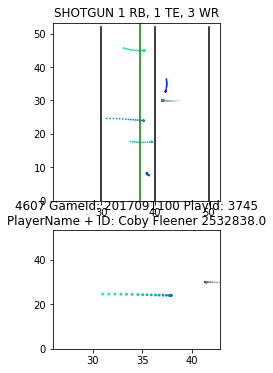 SHOTGUN 1 RB, 1 TE, 3 WR
50
40
30
20
10
0
30 40 50
4607 GameId: 2017091100 PlayId: 3745
PlayerName + ID: Coby Fleener 2532838.0
40
20
0
30 35 40